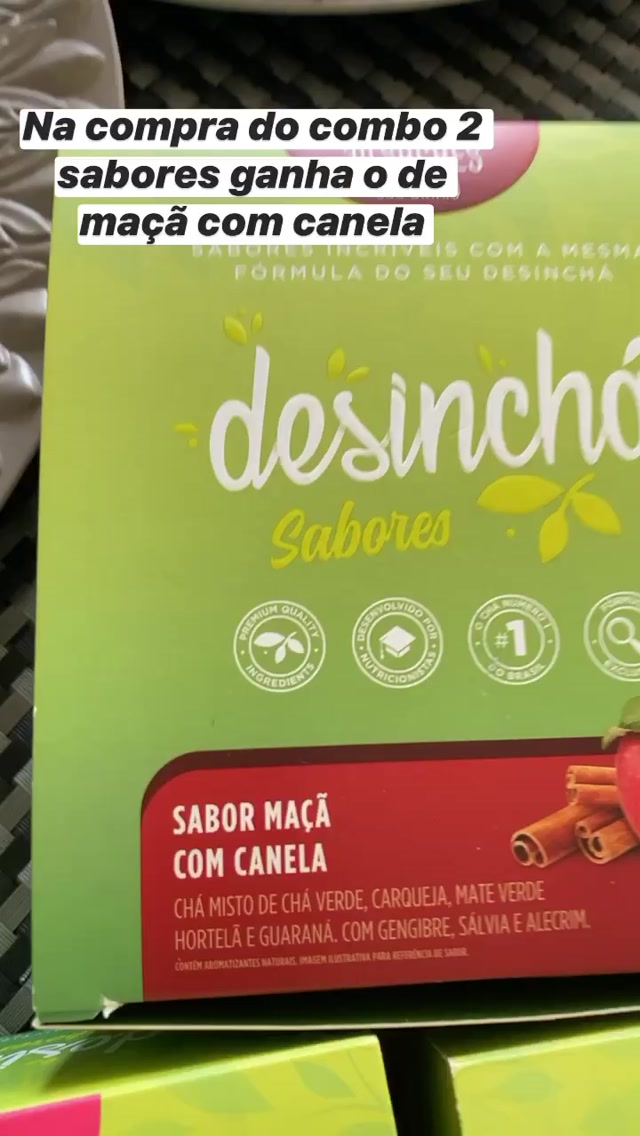 Na compra do combo 2
sabores ganha o de
maçã com canela
SABORES INCRÍVEIS COM A MESMA
FÓRMULA DO SEU DESINCHÁ
desinchá
Sabores
PREMIUM QUALITY
INGREDIENTS
DESENVOLVIDO POR
NUTRICIONISTAS
O CHÁ NÚMERO 1
#1
DO BRASIL
SABOR MAÇÃ
COM CANELA
CHÁ MISTO DE CHÁ VERDE, CARQUEJA, MATE VERDE
HORTELÃ E GUARANÁ. COM GENGIBRE, SÁLVIA E ALECRIM.
CONTÉM AROMATIZANTES NATURAIS. IMAGEM ILUSTRATIVA PARA REFERÊNCIA DE SABOR.